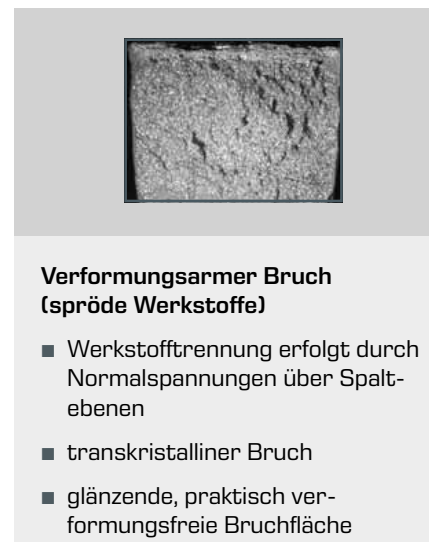 Verformungsarmer Bruch
(spröde Werkstoffe)
■ Werkstofftrennung erfolgt durch
Normalspannungen über Spalt-
ebenen
■ transkristalliner Bruch
■ glänzende, praktisch ver-
formungsfreie Bruchfläche